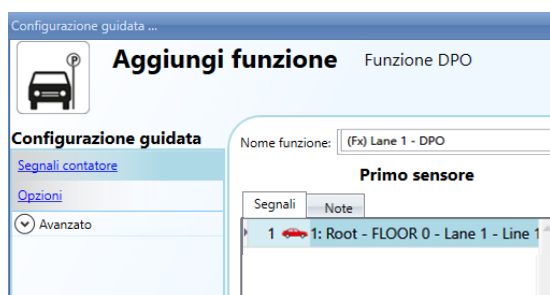 Configurazione guidata ...
Aggiungi funzione Funzione DPO
Configurazione guidata
Segnali contatore
Opzioni
Avanzato
Nome funzione: (Fx) Lane 1 - DPO
Primo sensore
Segnali Note
1 1: Root - FLOOR 0 - Lane 1 - Line 1